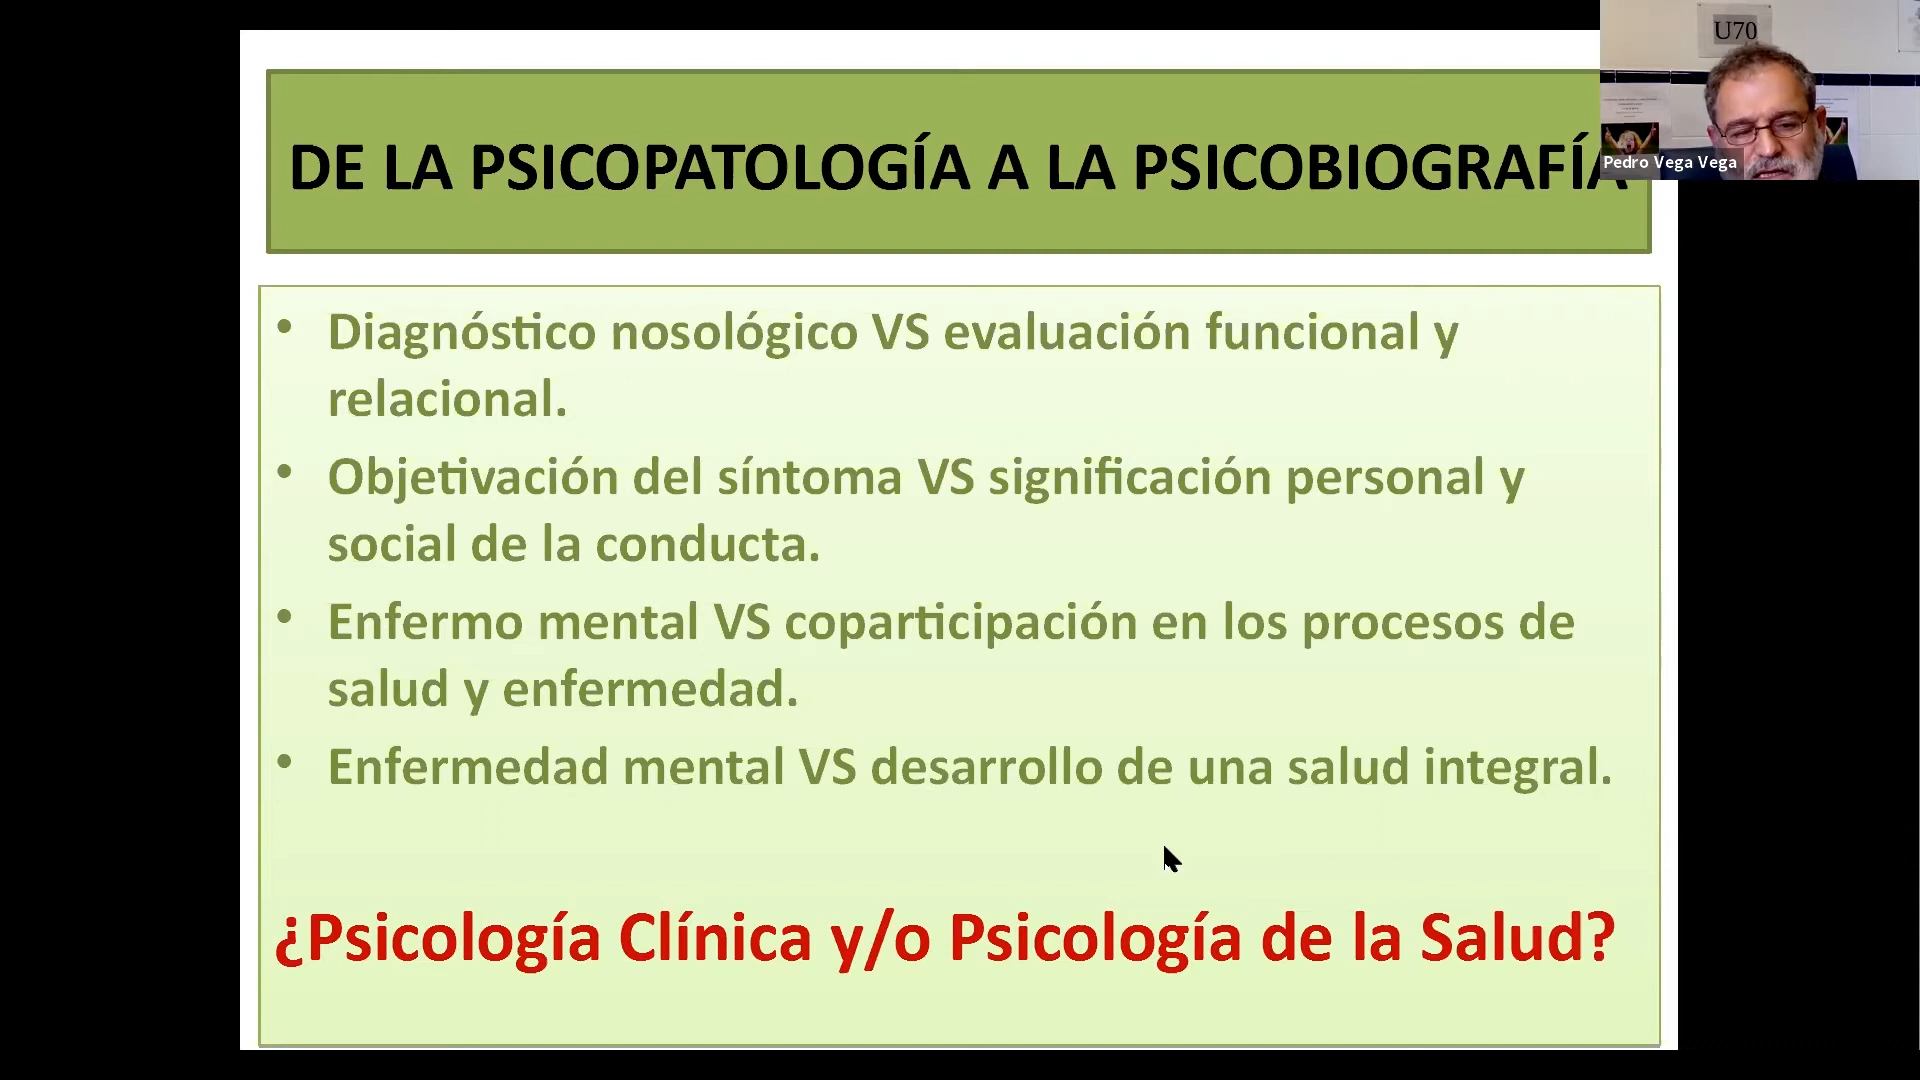 U70
Pedro Vega Vega
DE LA PSICOPATOLOGÍA A LA PSICOBIOGRAFÍA
• Diagnóstico nosológico VS evaluación funcional y
relacional.
• Objetivación del síntoma VS significación personal y
social de la conducta.
• Enfermo mental VS coparticipación en los procesos de
salud y enfermedad.
• Enfermedad mental VS desarrollo de una salud integral.
¿Psicología Clínica y/o Psicología de la Salud?